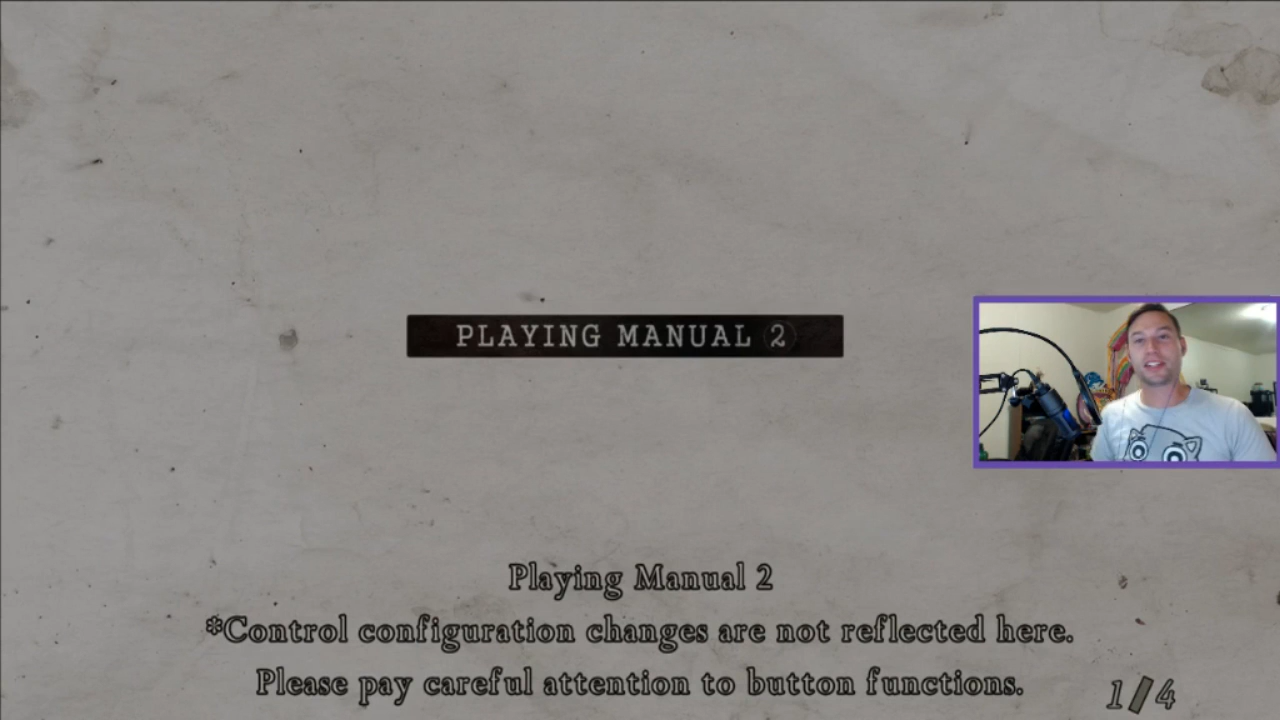 PLAYING MANUAL 2
Playing Manual 2
*Control configuration changes are not reflected here.
Please pay careful attention to button functions.
1/4